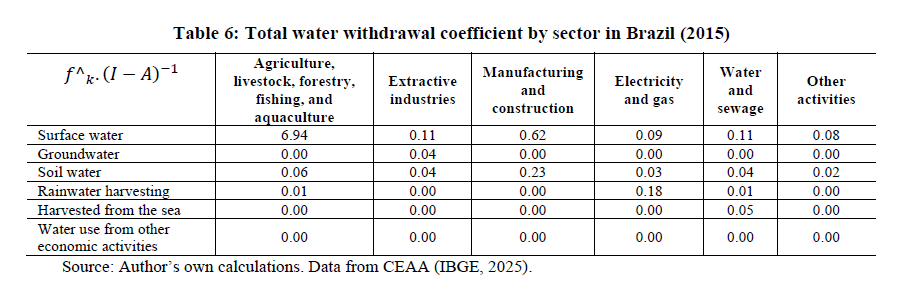 Table 6: Total water withdrawal coefficient by sector in Brazil (2015)
f^k.(I − A)−1
Agriculture,
livestock, forestry,
fishing, and
aquaculture
Extractive
industries
Manufacturing
and
construction
Electricity
and gas
Water
and
sewage
Other
activities
Surface water 6.94 0.11 0.62 0.09 0.11 0.08
Groundwater 0.00 0.04 0.00 0.00 0.00 0.00
Soil water 0.06 0.04 0.23 0.03 0.04 0.02
Rainwater harvesting 0.01 0.00 0.00 0.18 0.01 0.00
Harvested from the sea 0.00 0.00 0.00 0.00 0.05 0.00
Water use from other
economic activities 0.00 0.00 0.00 0.00 0.00 0.00
Source: Author's own calculations. Data from CEAA (IBGE, 2025).